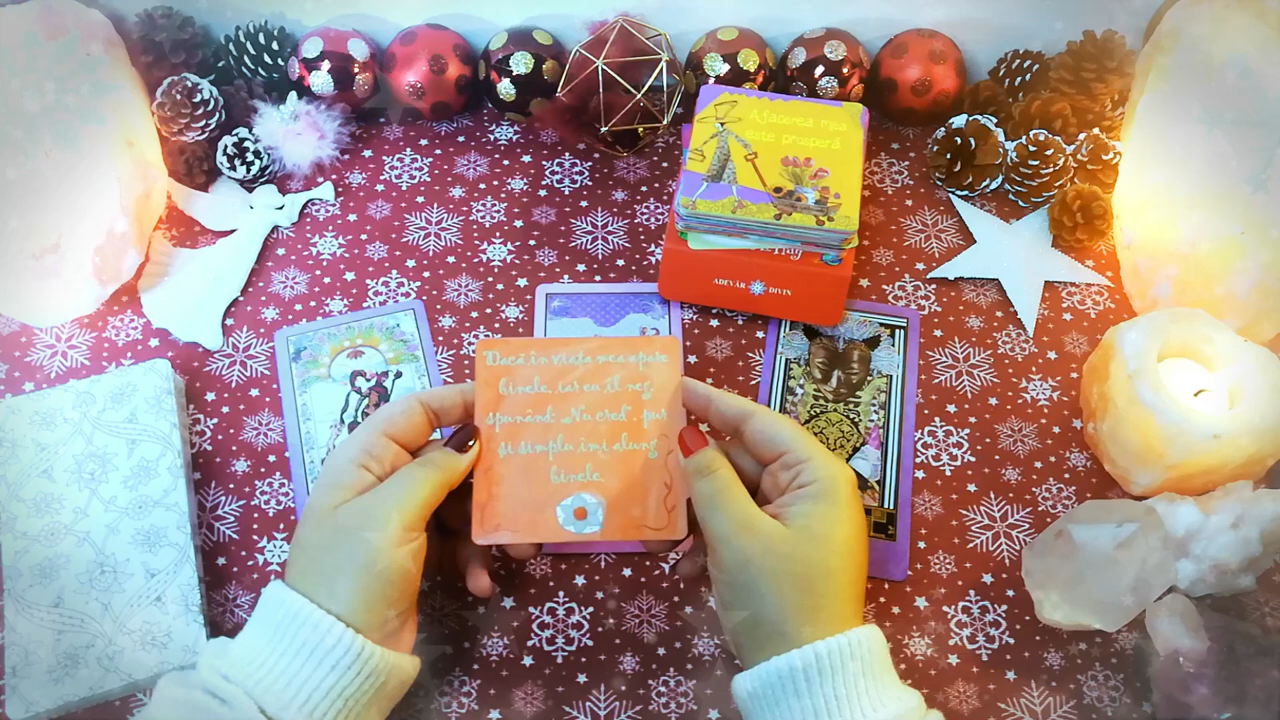 Afacerea mea
este prosperă
Hay
ADEVĂR DIVIN
Dacă în viața mea apare
binele, iar eu îl neg,
spunând: „Nu cred”, pur
și simplu îmi alung
binele.